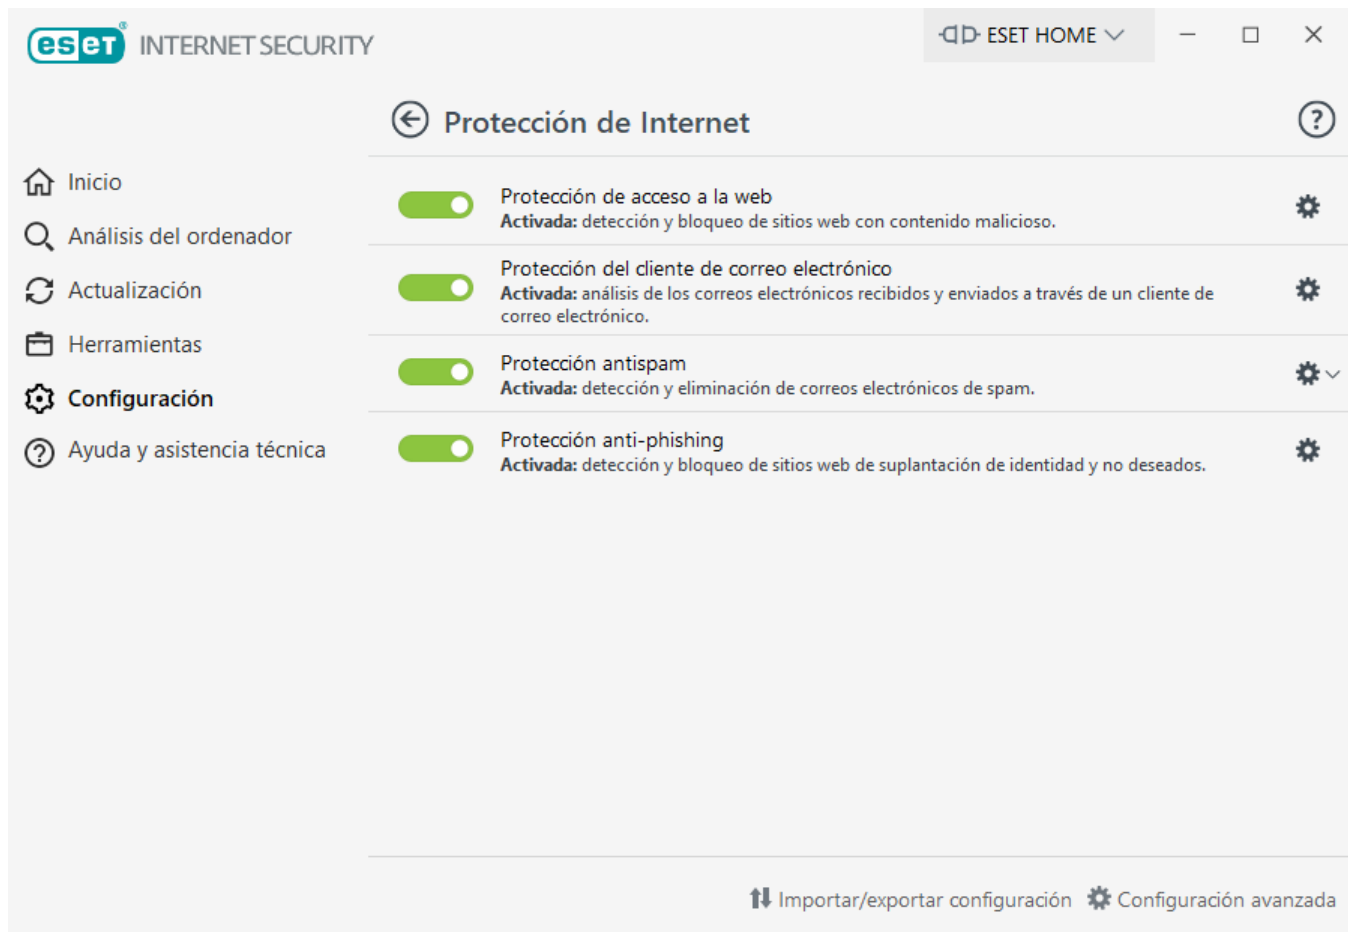 eset® INTERNET SECURITY
ESET HOME
Protección de Internet
?
Inicio
Análisis del ordenador
Actualización
Herramientas
Configuración
Ayuda y asistencia técnica
Protección de acceso a la web
Activada: detección y bloqueo de sitios web con contenido malicioso.
Protección del cliente de correo electrónico
Activada: análisis de los correos electrónicos recibidos y enviados a través de un cliente de
correo electrónico.
Protección antispam
Activada: detección y eliminación de correos electrónicos de spam.
Protección anti-phishing
Activada: detección y bloqueo de sitios web de suplantación de identidad y no deseados.
Importar/exportar configuración
Configuración avanzada